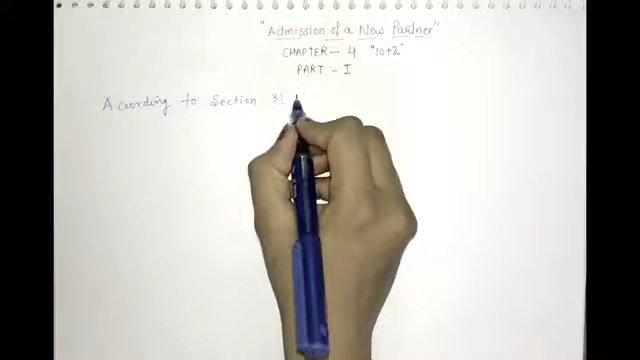 "Admission of a New Partner"
CHAPTER - 4 "10+2"
PART - I
According to Section 31